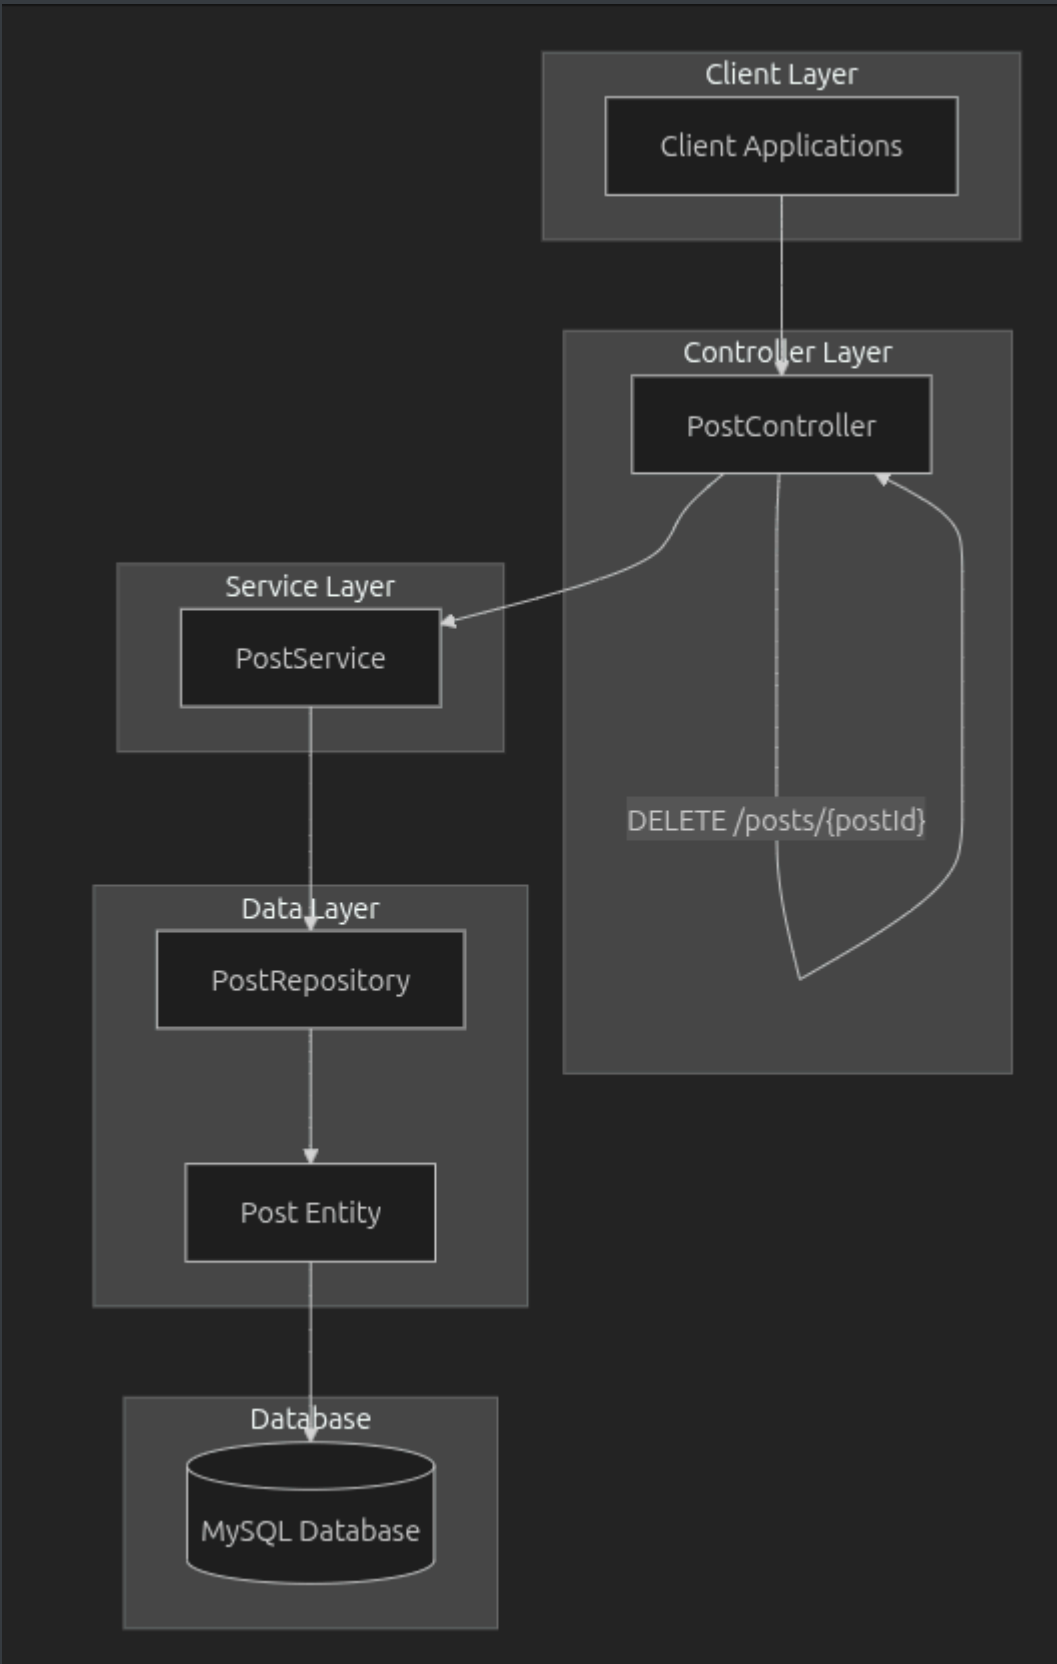 Client Layer
Client Applications
Controller Layer
PostController
Service Layer
PostService
DELETE /posts/{postId}
Data Layer
PostRepository
Post Entity
Database
MySQL Database